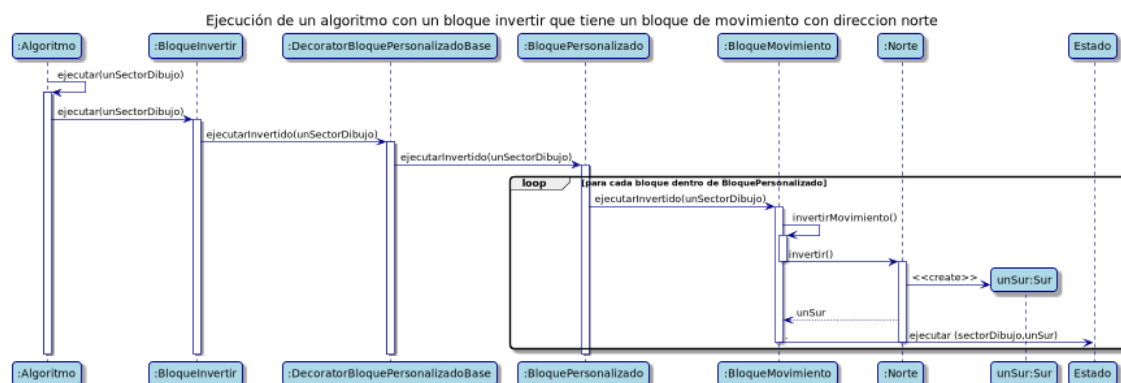 Ejecución de un algoritmo con un bloque invertir que tiene un bloque de movimiento con direccion norte
:Algoritmo :BloqueInvertir :DecoratorBloquePersonalizadoBase :BloquePersonalizado :BloqueMovimiento :Norte Estado
ejecutar(unSectorDibujo)
ejecutar(unSectorDibujo)
ejecutarInvertido(unSectorDibujo)
ejecutarInvertido(unSectorDibujo)
loop [para cada bloque dentro de BloquePersonalizado]
ejecutarInvertido(unSectorDibujo)
invertirMovimiento()
invertir()
<<create>> unSur:Sur
unSur
. ejecutar (sectorDibujo,unSur)
:Algoritmo :BloqueInvertir :DecoratorBloquePersonalizadoBase :BloquePersonalizado :BloqueMovimiento :Norte unSur:Sur Estado